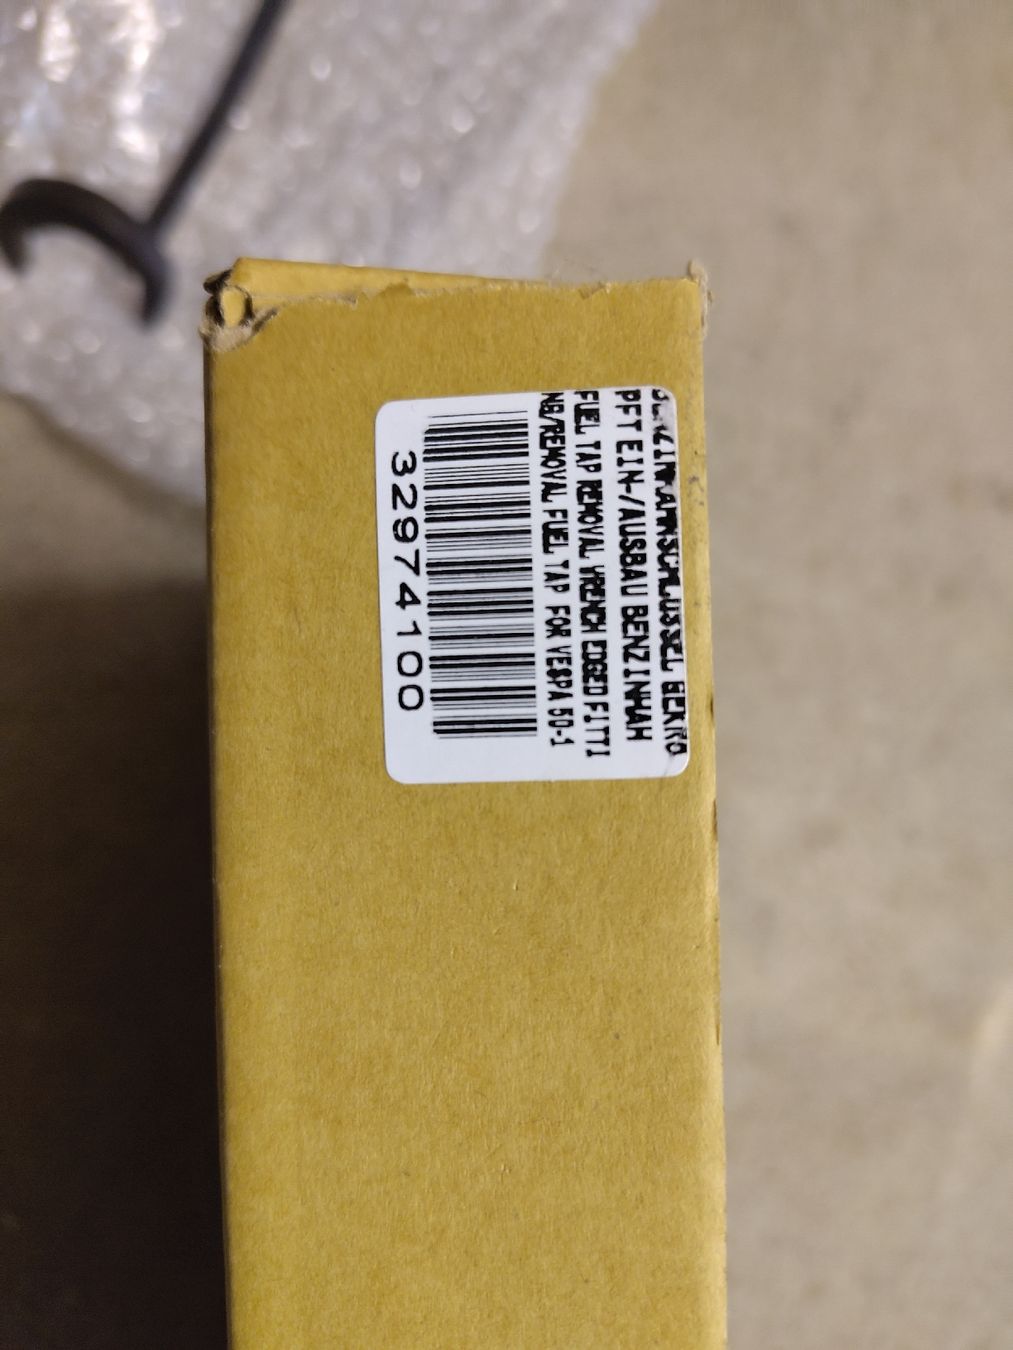 BENZINHAHNSCHLÜSSEL GEKRÖ
PFT EIN-/AUSBAU BENZINHAH
FUEL TAP REMOVAL WRENCH EDGED FITTI
NG/REMOVAL FUEL TAP FOR VESPA 50-1
32974100